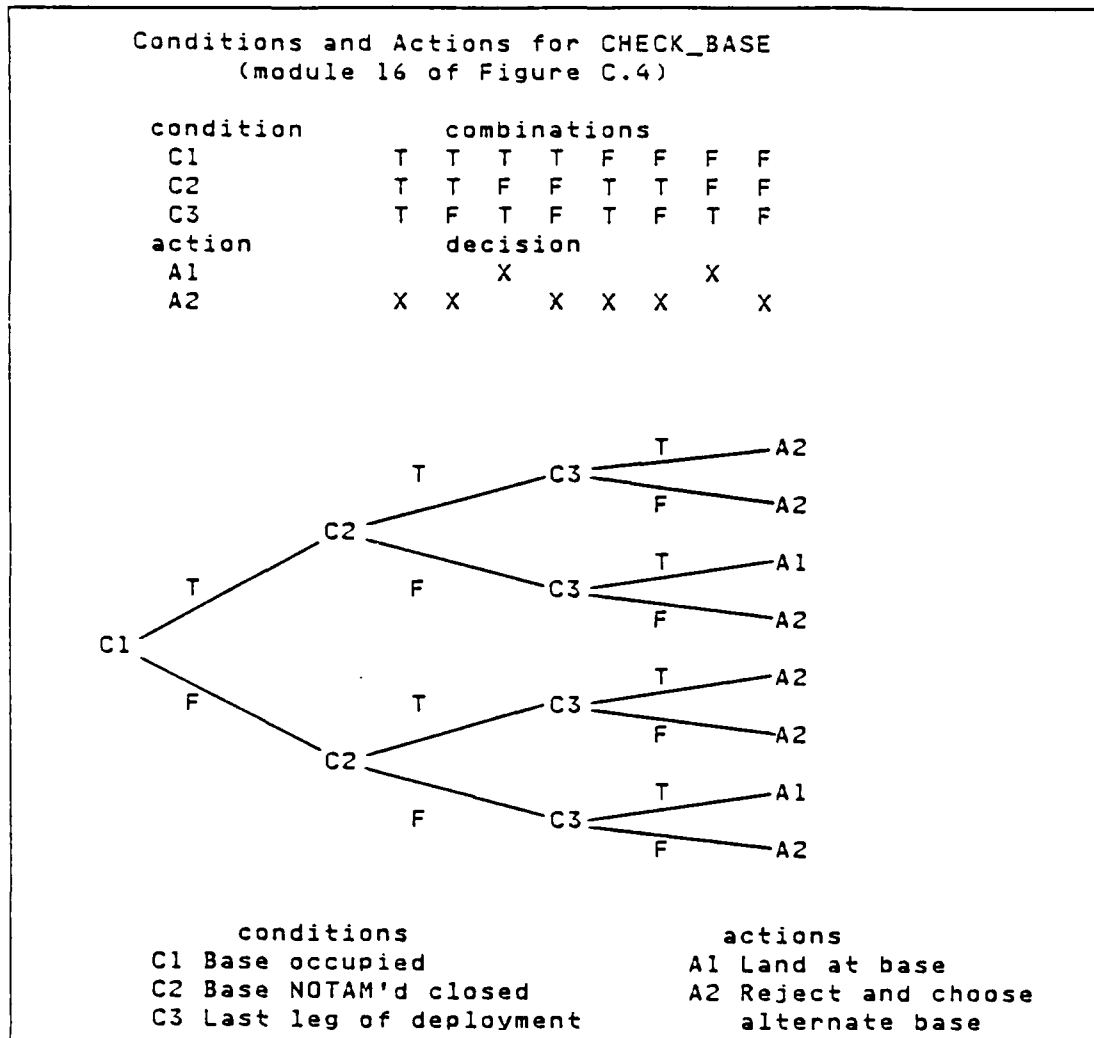 Conditions and Actions for CHECK_BASE
(module 16 of Figure C.4)
condition combinations
C1 T T T T F F F F
C2 T T F F T T F F
C3 T F T F T F T F
action decision
A1 X X
A2 X X X X X X
T A2
T C3
F A2
C2
T A1
T F C3
F A2
C1
T A2
F T C3
F A2
C2
T A1
F C3
F A2
conditions actions
C1 Base occupied A1 Land at base
C2 Base NOTAM'd closed A2 Reject and choose
C3 Last leg of deployment alternate base